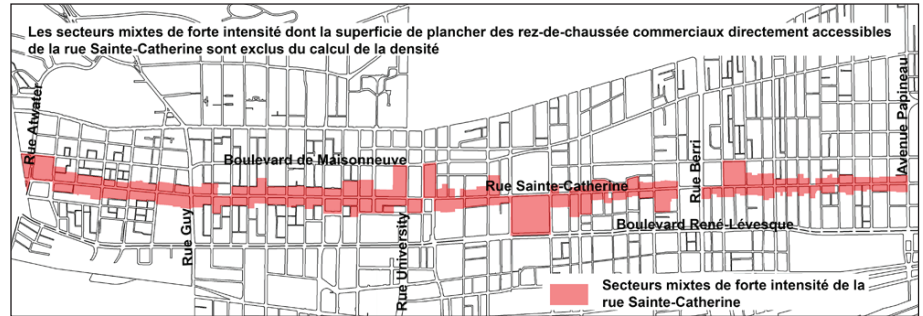 Les secteurs mixtes de forte intensité dont la superficie de plancher des rez-de-chaussée commerciaux directement accessibles
de la rue Sainte-Catherine sont exclus du calcul de la densité
Rue Atwater
Boulevard de Maisonneuve
Rue Guy
Rue University
Rue Sainte-Catherine
Rue Berri
Avenue Papineau
Boulevard René-Lévesque
Secteurs mixtes de forte intensité de la
rue Sainte-Catherine